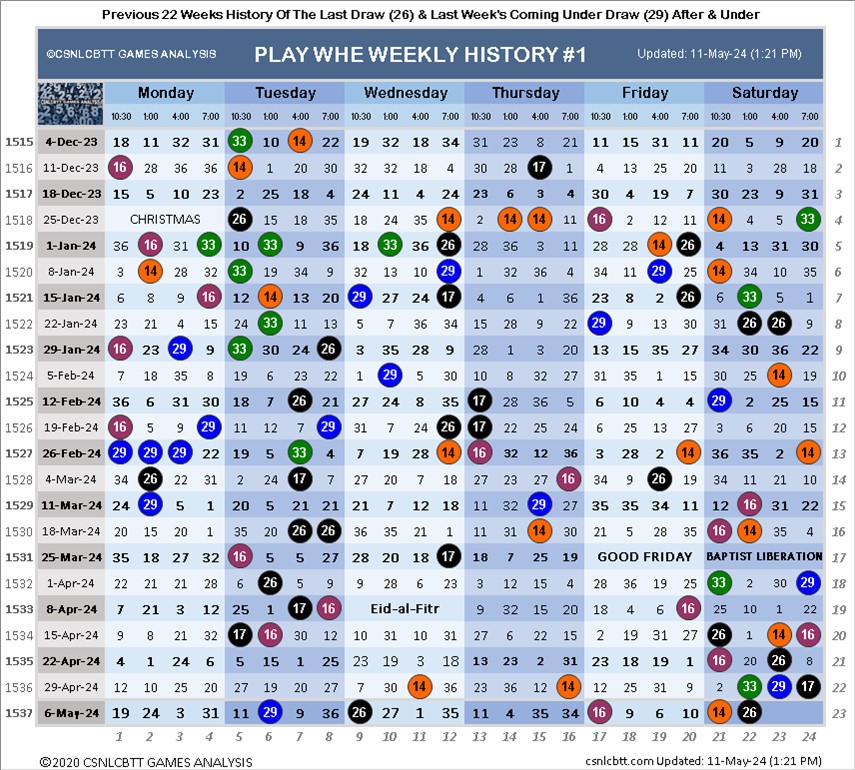 Previous 22 Weeks History Of The Last Draw (26) & Last Week's Coming Under Draw (29) After & Under
©CSNLCBTT GAMES ANALYSIS PLAY WHE WEEKLY HISTORY #1 Updated: 11-May-24 (1:21 PM)
CSNLCBTT GAMES ANALYSIS Monday Tuesday Wednesday Thursday Friday Saturday
10:30 1:00 4:00 7:00 10:30 1:00 4:00 7:00 10:30 1:00 4:00 7:00 10:30 1:00 4:00 7:00 10:30 1:00 4:00 7:00 10:30 1:00 4:00 7:00
1515 4-Dec-23 18 11 32 31 33 10 14 22 19 32 18 34 31 23 8 21 11 15 31 11 20 5 9 20 1
1516 11-Dec-23 16 28 36 36 14 1 20 30 32 32 18 4 30 28 17 1 4 13 25 20 11 3 28 18 2
1517 18-Dec-23 15 5 10 23 2 25 18 4 24 11 4 24 23 6 3 4 30 4 19 7 30 23 9 31 3
1518 25-Dec-23 CHRISTMAS 26 15 18 35 18 24 35 14 2 14 14 11 16 2 12 11 14 4 7 33 4
1519 1-Jan-24 36 16 31 33 10 33 9 36 18 33 36 26 28 36 3 11 28 28 14 26 4 13 31 30 5
1520 8-Jan-24 3 14 28 32 33 19 34 9 32 13 10 29 1 32 36 4 34 11 29 25 14 34 10 35 6
1521 15-Jan-24 6 8 9 16 12 14 13 20 29 27 24 17 4 6 1 36 23 8 2 26 6 33 5 1 7
1522 22-Jan-24 23 21 4 15 24 33 11 13 5 7 36 34 15 28 9 22 29 9 13 30 31 26 26 9 8
1523 29-Jan-24 16 23 29 9 33 30 24 26 3 35 28 9 28 1 3 20 13 15 35 27 34 30 36 22 9
1524 5-Feb-24 7 18 35 8 19 6 23 22 1 29 5 30 10 8 32 27 31 35 1 15 30 25 14 19 10
1525 12-Feb-24 36 6 31 30 18 7 26 21 27 24 8 35 17 28 36 5 6 10 4 4 29 2 25 15 11
1526 19-Feb-24 16 5 9 29 11 12 7 29 31 7 24 26 17 22 25 24 6 25 13 27 3 6 20 15 12
1527 26-Feb-24 29 29 29 22 19 5 33 4 7 19 28 14 16 32 12 36 3 28 2 14 36 35 2 14 13
1528 4-Mar-24 34 26 31 31 2 24 17 7 27 20 7 18 27 14 22 16 34 9 26 19 34 11 21 10 14
1529 11-Mar-24 24 29 5 1 20 5 21 21 21 7 12 18 11 32 29 27 35 35 34 11 12 16 31 22 15
1530 18-Mar-24 20 15 20 1 35 7 26 26 36 35 21 1 11 31 14 30 21 5 28 35 16 14 35 4 16
1531 25-Mar-24 35 18 27 32 16 5 5 27 28 20 18 17 18 7 25 19 GOOD FRIDAY BAPTIST LIBERATION 17
1532 1-Apr-24 22 21 21 28 6 26 5 9 9 28 6 23 3 12 15 4 28 36 19 25 33 2 30 29 18
1533 8-Apr-24 7 21 3 12 25 1 17 16 Eid-al-Fitr 9 32 15 20 18 4 6 16 25 10 1 22 19
1534 15-Apr-24 9 8 21 32 17 16 30 12 10 31 10 31 27 6 22 15 2 19 31 27 26 1 14 16 20
1535 22-Apr-24 4 1 24 6 5 15 1 25 23 19 3 18 13 23 2 31 23 18 19 1 16 20 26 8 21
1536 29-Apr-24 12 10 25 20 27 19 20 27 7 30 14 36 23 36 12 14 12 22 31 9 2 33 29 17 22
1537 6-May-24 19 24 3 31 11 29 9 36 26 27 1 35 11 4 35 34 16 9 6 10 14 26 23
1 2 3 4 5 6 7 8 9 10 11 12 13 14 15 16 17 18 19 20 21 22 23 24
©2020 CSNLCBTT GAMES ANALYSIS csnlcbtt.com Updated: 11-May-24 (1:21 PM)